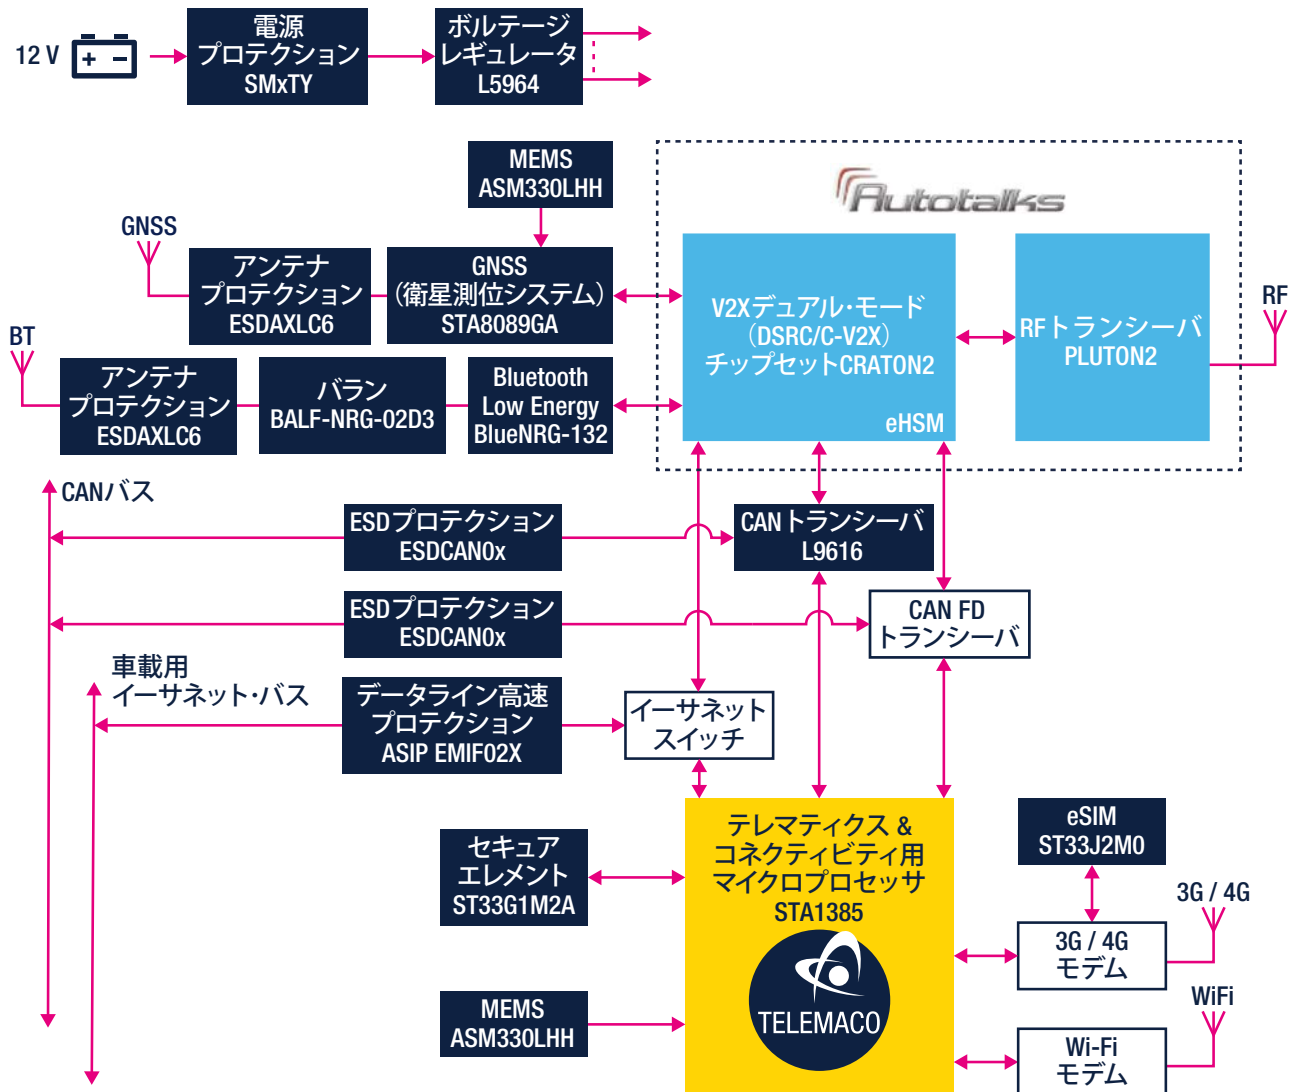 12 V
+ −
電源
プロテクション
SMxTY
ボルテージ
レギュレータ
L5964
MEMS
ASM330LHH
Autotalks
GNSS
アンテナ
プロテクション
ESDAXLC6
GNSS
（衛星測位システム）
STA8089GA
V2Xデュアル・モード
（DSRC/C-V2X）
チップセットCRATON2
eHSM
RFトランシーバ
PLUTON2
RF
BT
アンテナ
プロテクション
ESDAXLC6
バラン
BALF-NRG-02D3
Bluetooth
Low Energy
BlueNRG-132
CANバス
ESDプロテクション
ESDCAN0x
CANトランシーバ
L9616
ESDプロテクション
ESDCAN0x
CAN FD
トランシーバ
車載用
イーサネット・バス
データライン高速
プロテクション
ASIP EMIF02X
イーサネット
スイッチ
セキュア
エレメント
ST33G1M2A
テレマティクス &
コネクティビティ用
マイクロプロセッサ
STA1385
TELEMACO
eSIM
ST33J2M0
3G / 4G
3G / 4G
モデム
MEMS
ASM330LHH
WiFi
Wi-Fi
モデム